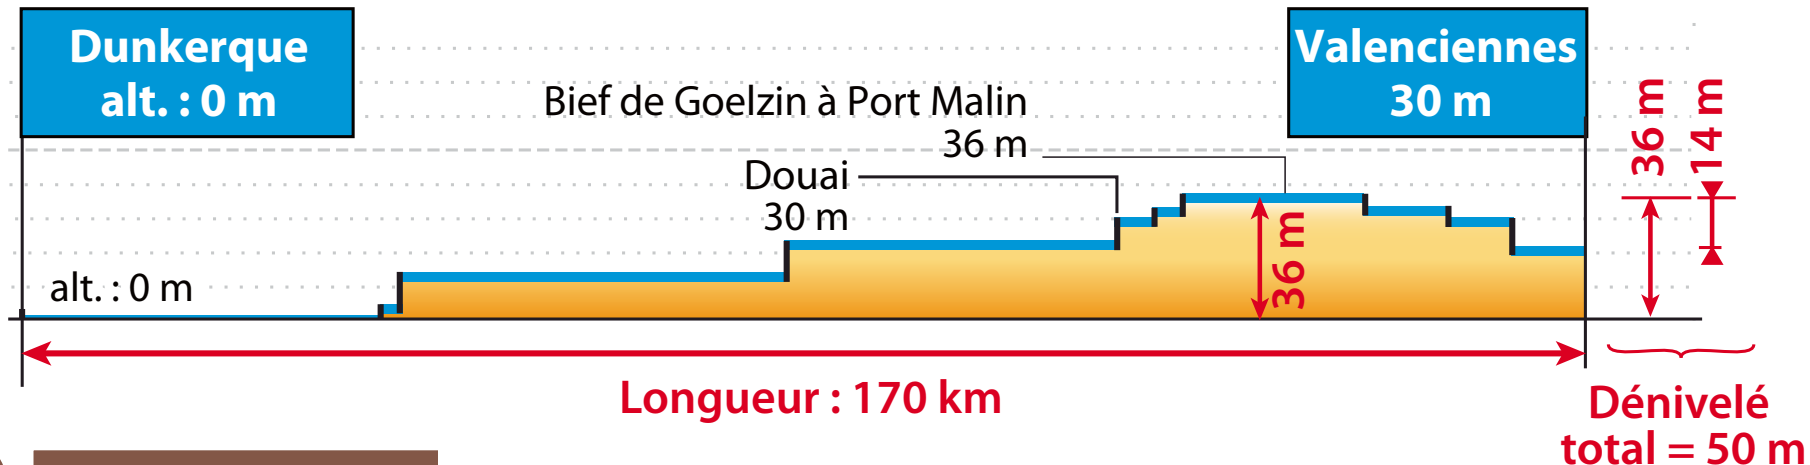 Dunkerque
alt. : 0 m
Valenciennes
30 m
Bief de Goelzin à Port Malin
36 m
Douai
30 m
alt. : 0 m
36 m
36 m
14 m
Longueur : 170 km
Dénivelé
total = 50 m